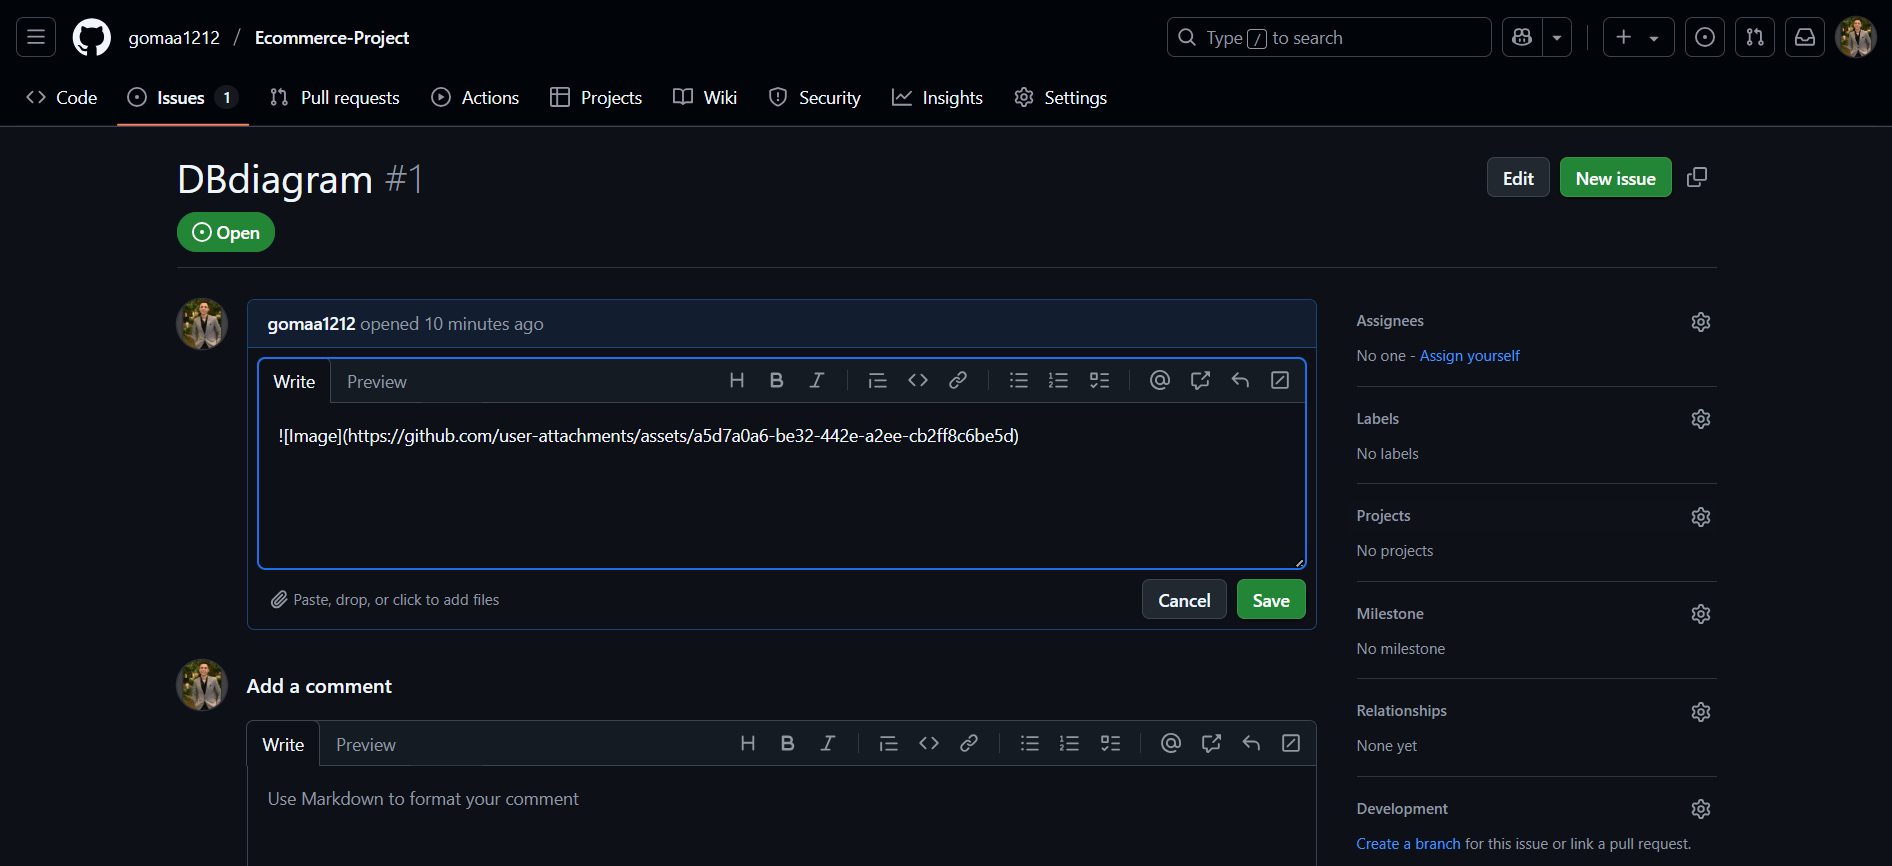 gomaa1212 / Ecommerce-Project
Type / to search
Code
Issues 1
Pull requests
Actions
Projects
Wiki
Security
Insights
Settings
DBdiagram #1
Edit
New issue
Open
gomaa1212 opened 10 minutes ago
Write
Preview
![Image](https://github.com/user-attachments/assets/a5d7a0a6-be32-442e-a2ee-cb2ff8c6be5d)
Paste, drop, or click to add files
Cancel
Save
Add a comment
Write
Preview
Use Markdown to format your comment
Assignees
No one - Assign yourself
Labels
No labels
Projects
No projects
Milestone
No milestone
Relationships
None yet
Development
Create a branch for this issue or link a pull request.